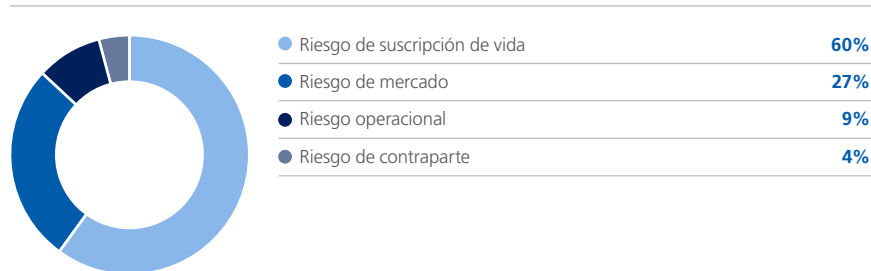 Riesgo de suscripción de vida 60%
Riesgo de mercado 27%
Riesgo operacional 9%
Riesgo de contraparte 4%